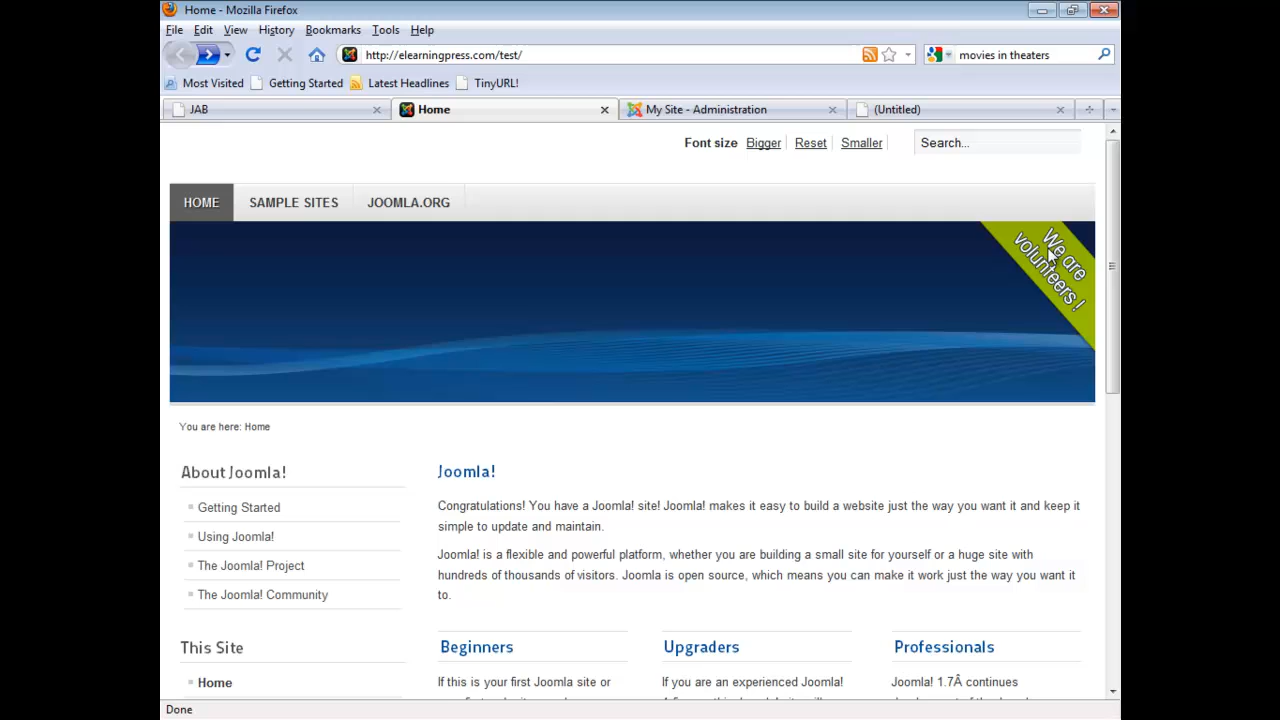 Home - Mozilla Firefox
File Edit View History Bookmarks Tools Help
http://elearningpress.com/test/ movies in theaters
Most Visited Getting Started Latest Headlines TinyURL!
JAB Home My Site - Administration (Untitled)
Font size Bigger Reset Smaller Search...
HOME SAMPLE SITES JOOMLA.ORG
We are
volunteers !
You are here: Home
About Joomla!
Getting Started
Using Joomla!
The Joomla! Project
The Joomla! Community
This Site
Home
Joomla!
Congratulations! You have a Joomla! site! Joomla! makes it easy to build a website just the way you want it and keep it
simple to update and maintain.
Joomla! is a flexible and powerful platform, whether you are building a small site for yourself or a huge site with
hundreds of thousands of visitors. Joomla is open source, which means you can make it work just the way you want it
to.
Beginners
If this is your first Joomla site or
Upgraders
If you are an experienced Joomla!
Professionals
Joomla! 1.7Â continues
Done